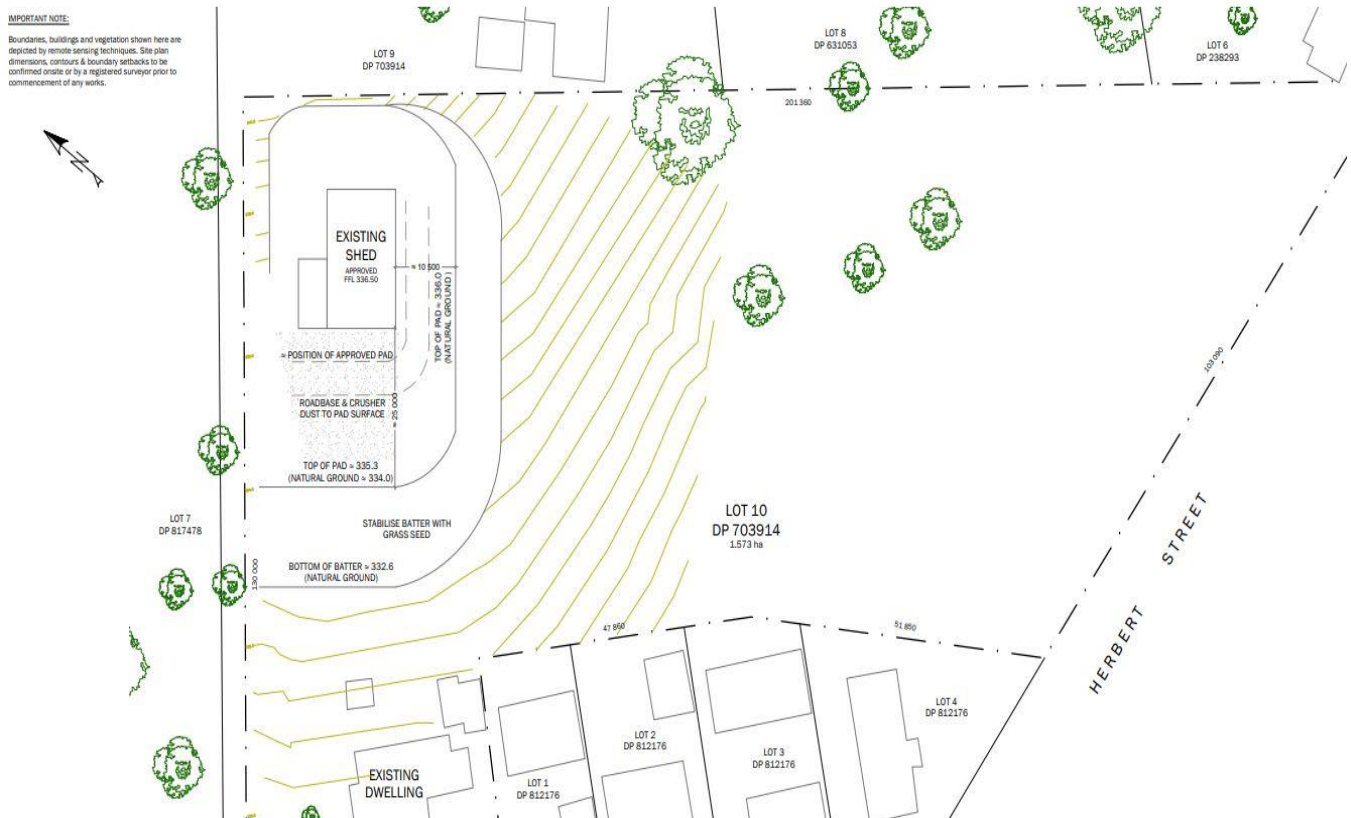 IMPORTANT NOTE:
Boundaries, buildings and vegetation shown here are
depicted by remote sensing techniques. Site plan
dimensions, contours & boundary setbacks to be
confirmed onsite or by a registered surveyor prior to
commencement of any works.
LOT 9
DP 703914
LOT 8
DP 631053
LOT 6
DP 238293
201 360
N
EXISTING
SHED
APPROVED
FFL 336.50
≈ 10 500
TOP OF PAD ≈ 336.0
(NATURAL GROUND)
≈ POSITION OF APPROVED PAD
ROADBASE & CRUSHER
DUST TO PAD SURFACE
≈ 25 000
TOP OF PAD ≈ 335.3
(NATURAL GROUND ≈ 334.0)
103 090
LOT 7
DP 817478
STABILISE BATTER WITH
GRASS SEED
LOT 10
DP 703914
1.573 ha
BOTTOM OF BATTER ≈ 332.6
(NATURAL GROUND)
130 000
HERBERT STREET
47 860
51 850
LOT 4
DP 812176
LOT 2
DP 812176
LOT 3
DP 812176
LOT 1
DP 812176
EXISTING
DWELLING